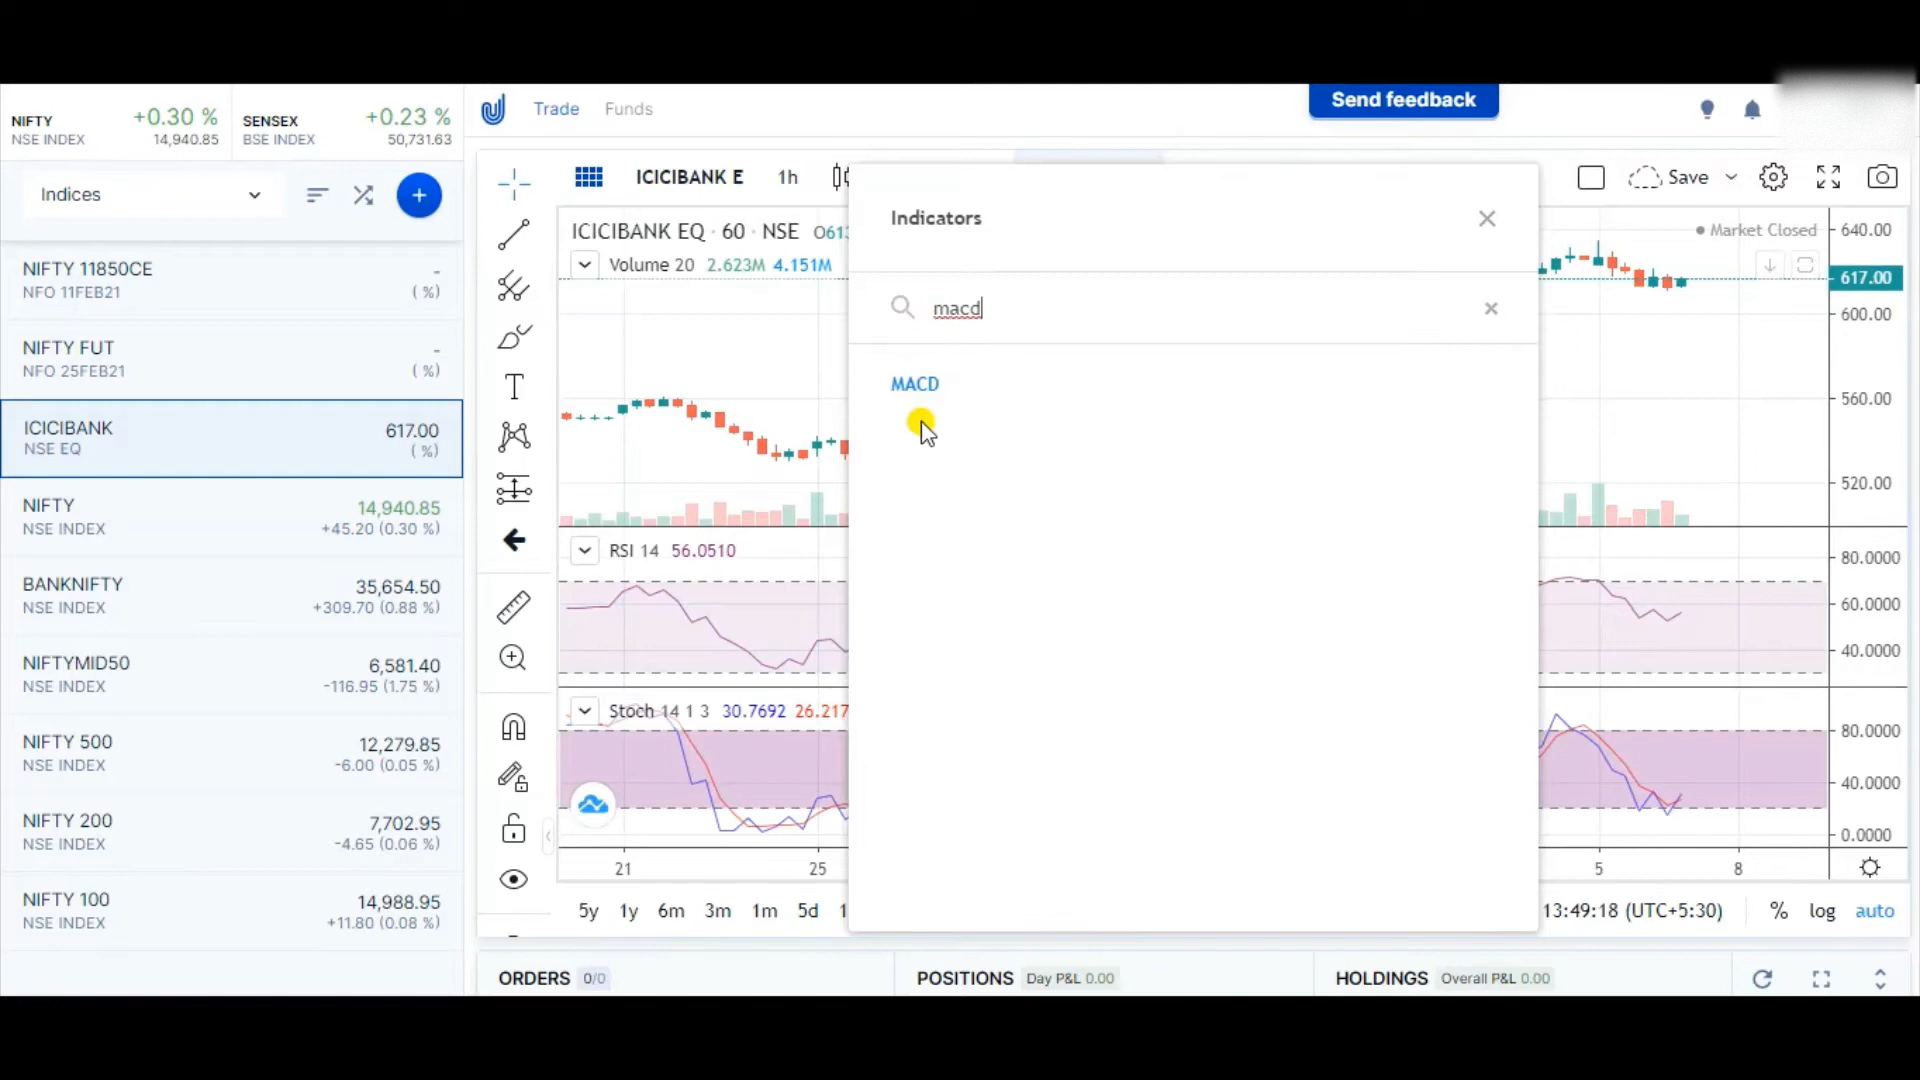 NIFTY +0.30 % SENSEX +0.23 %
NSE INDEX 14,940.85 BSE INDEX 50,731.63
Trade Funds
Send feedback
Indices
+
NIFTY 11850CE -
NFO 11FEB21 ( %)
NIFTY FUT -
NFO 25FEB21 ( %)
ICICIBANK 617.00
NSE EQ ( %)
NIFTY 14,940.85
NSE INDEX +45.20 (0.30 %)
BANKNIFTY 35,654.50
NSE INDEX +309.70 (0.88 %)
NIFTYMID50 6,581.40
NSE INDEX -116.95 (1.75 %)
NIFTY 500 12,279.85
NSE INDEX -6.00 (0.05 %)
NIFTY 200 7,702.95
NSE INDEX -4.65 (0.06 %)
NIFTY 100 14,988.95
NSE INDEX +11.80 (0.08 %)
ICICIBANK E 1h
Save
ICICIBANK EQ · 60 · NSE O613
Volume 20 2.623M 4.151M
RSI 14 56.0510
Stoch 14 1 3 30.7692 26.217
T
Indicators
macd
MACD
Market Closed
640.00
617.00
600.00
560.00
520.00
80.0000
60.0000
40.0000
80.0000
40.0000
0.0000
21 25 5 8
5y 1y 6m 3m 1m 5d 1
13:49:18 (UTC+5:30) % log auto
ORDERS 0/0
POSITIONS Day P&L 0.00
HOLDINGS Overall P&L 0.00